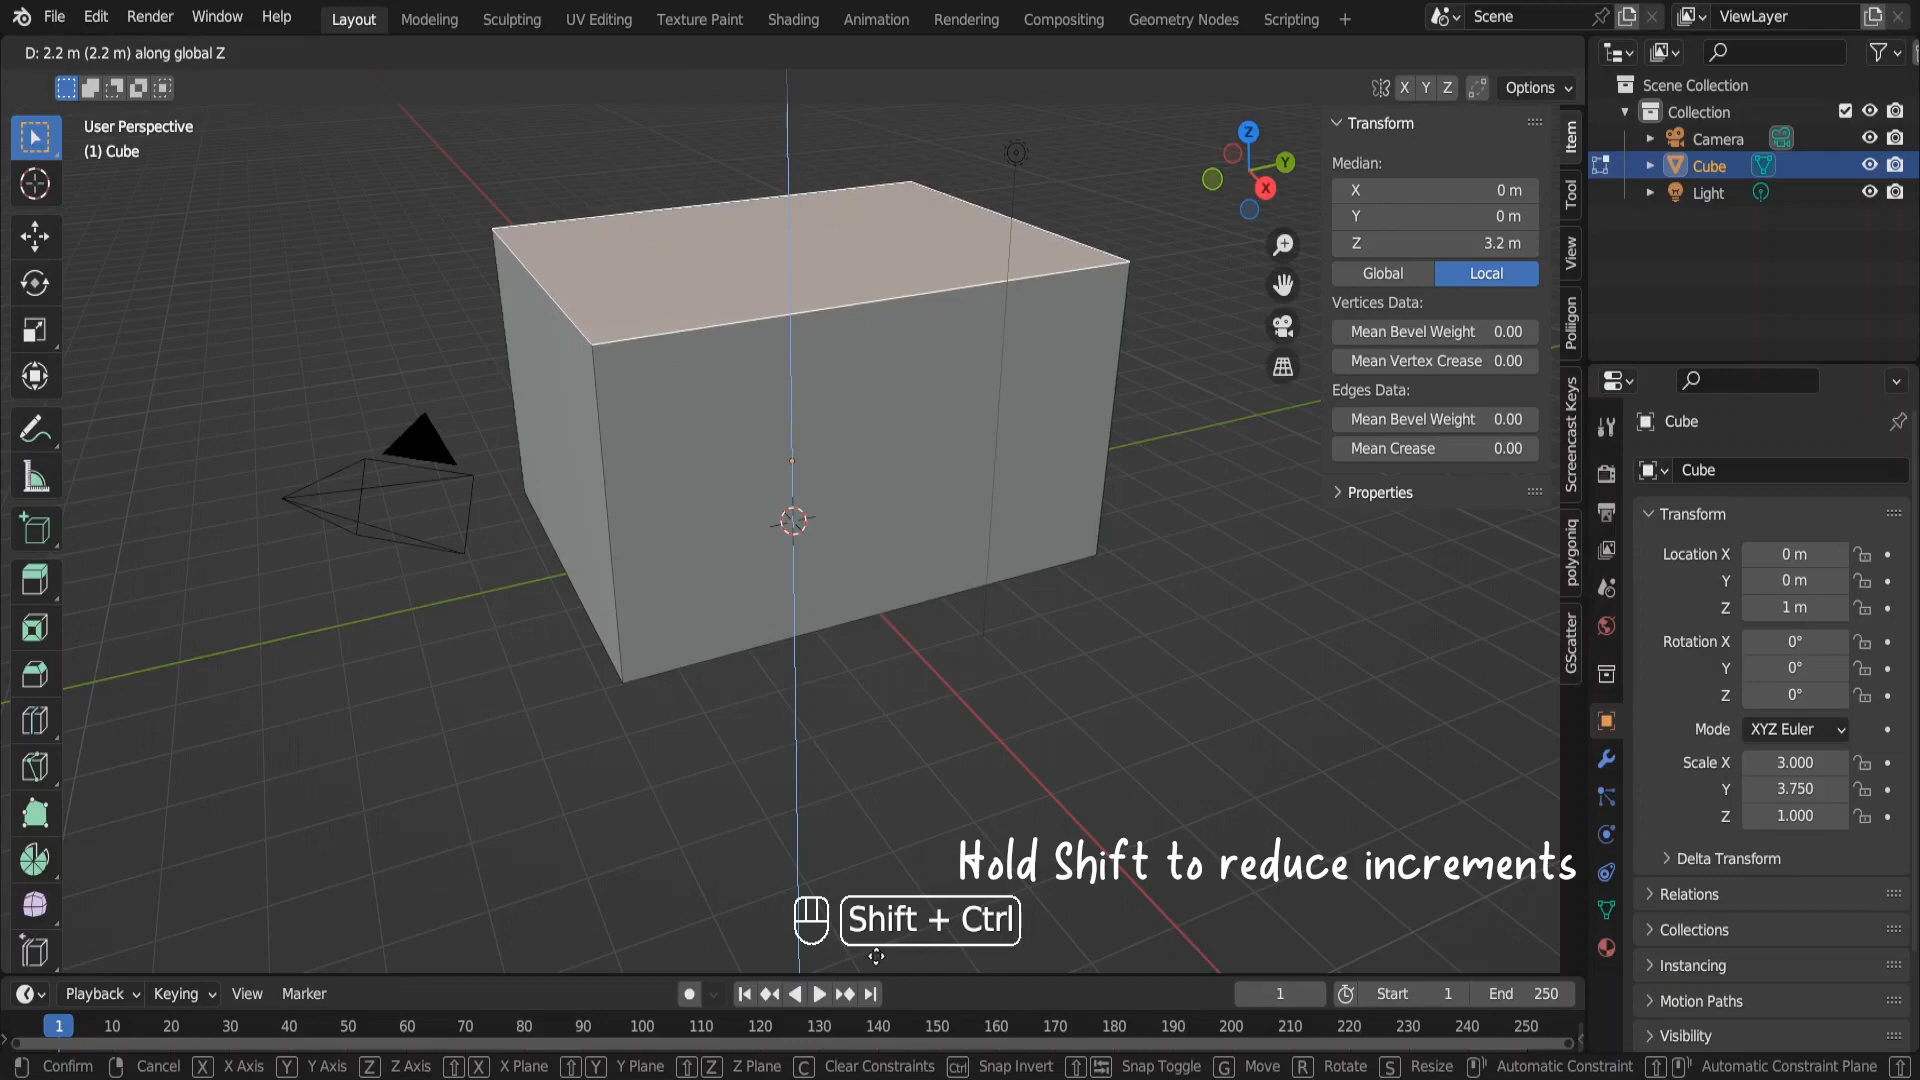 File Edit Render Window Help Layout Modeling Sculpting UV Editing Texture Paint Shading Animation Rendering Compositing Geometry Nodes Scripting + Scene ViewLayer
D: 2.2 m (2.2 m) along global Z
X Y Z Options
User Perspective
(1) Cube
Z
Y
X
Transform
Median:
X 0 m
Y 0 m
Z 3.2 m
Global Local
Vertices Data:
Mean Bevel Weight 0.00
Mean Vertex Crease 0.00
Edges Data:
Mean Bevel Weight 0.00
Mean Crease 0.00
Properties
Item
Tool
View
Poliigon
Screencast Keys
polygoniq
GScatter
Scene Collection
Collection
Camera
Cube
Light
Cube
Cube
Transform
Location X 0 m
Y 0 m
Z 1 m
Rotation X 0°
Y 0°
Z 0°
Mode XYZ Euler
Scale X 3.000
Y 3.750
Z 1.000
Delta Transform
Relations
Collections
Instancing
Motion Paths
Visibility
Hold Shift to reduce increments
Shift + Ctrl
Playback Keying View Marker 1 Start 1 End 250
1 10 20 30 40 50 60 70 80 90 100 110 120 130 140 150 160 170 180 190 200 210 220 230 240 250
Confirm Cancel X X Axis Y Y Axis Z Z Axis X X Plane Y Y Plane Z Z Plane C Clear Constraints Ctrl Snap Invert Snap Toggle G Move R Rotate S Resize Automatic Constraint Automatic Constraint Plane